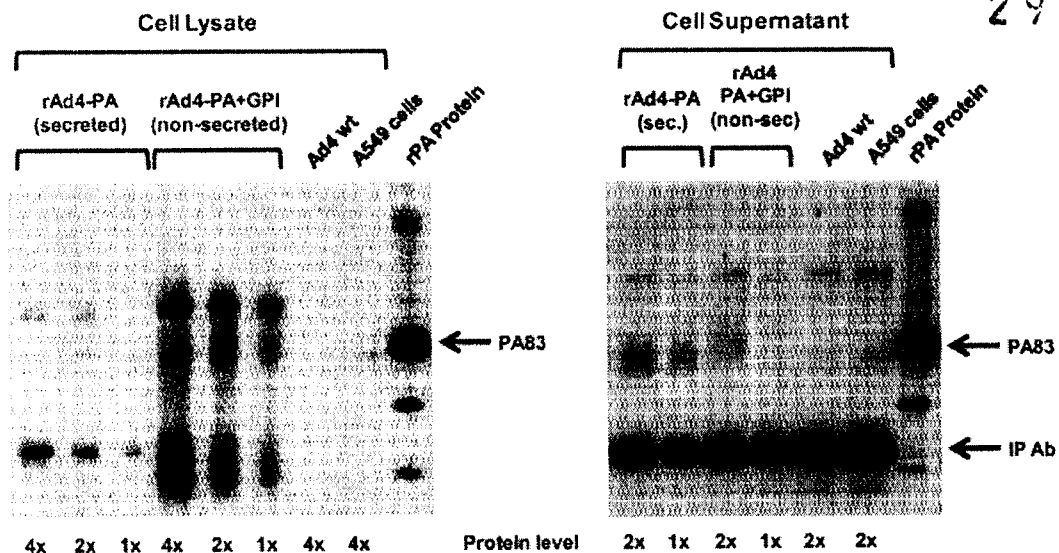 29
Cell Lysate
Cell Supernatant
rAd4-PA
(secreted)
rAd4-PA+GPI
(non-secreted)
Ad4 wt
A549 cells
rPA Protein
rAd4-PA
(sec.)
rAd4
PA+GPI
(non-sec)
Ad4 wt
A549 cells
rPA Protein
PA83
PA83
IP Ab
4x 2x 1x 4x 2x 1x 4x 4x Protein level 2x 1x 2x 1x 2x 2x